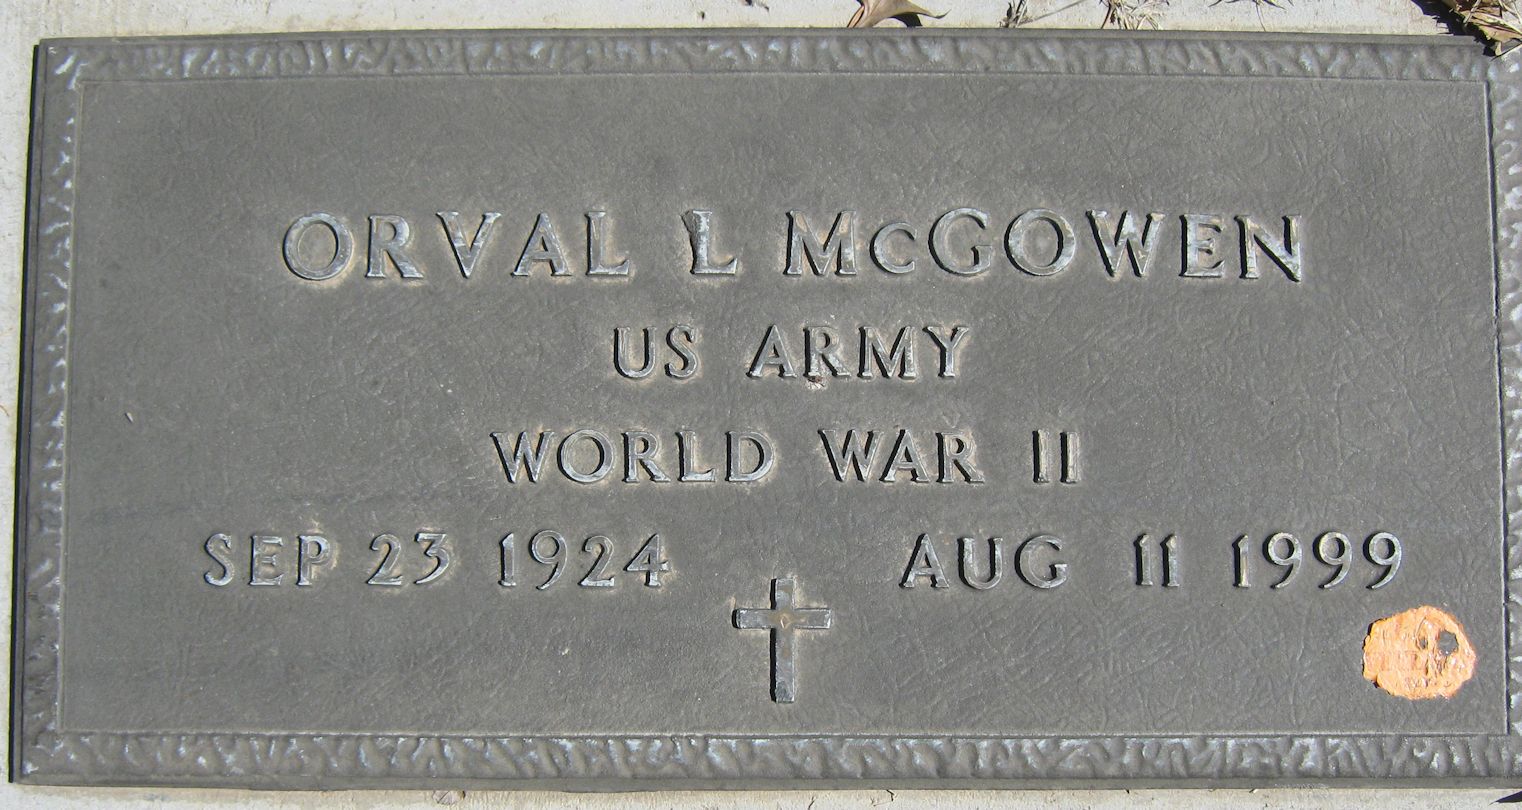 ORVAL L McGOWEN
US ARMY
WORLD WAR II
SEP 23 1924 AUG 11 1999